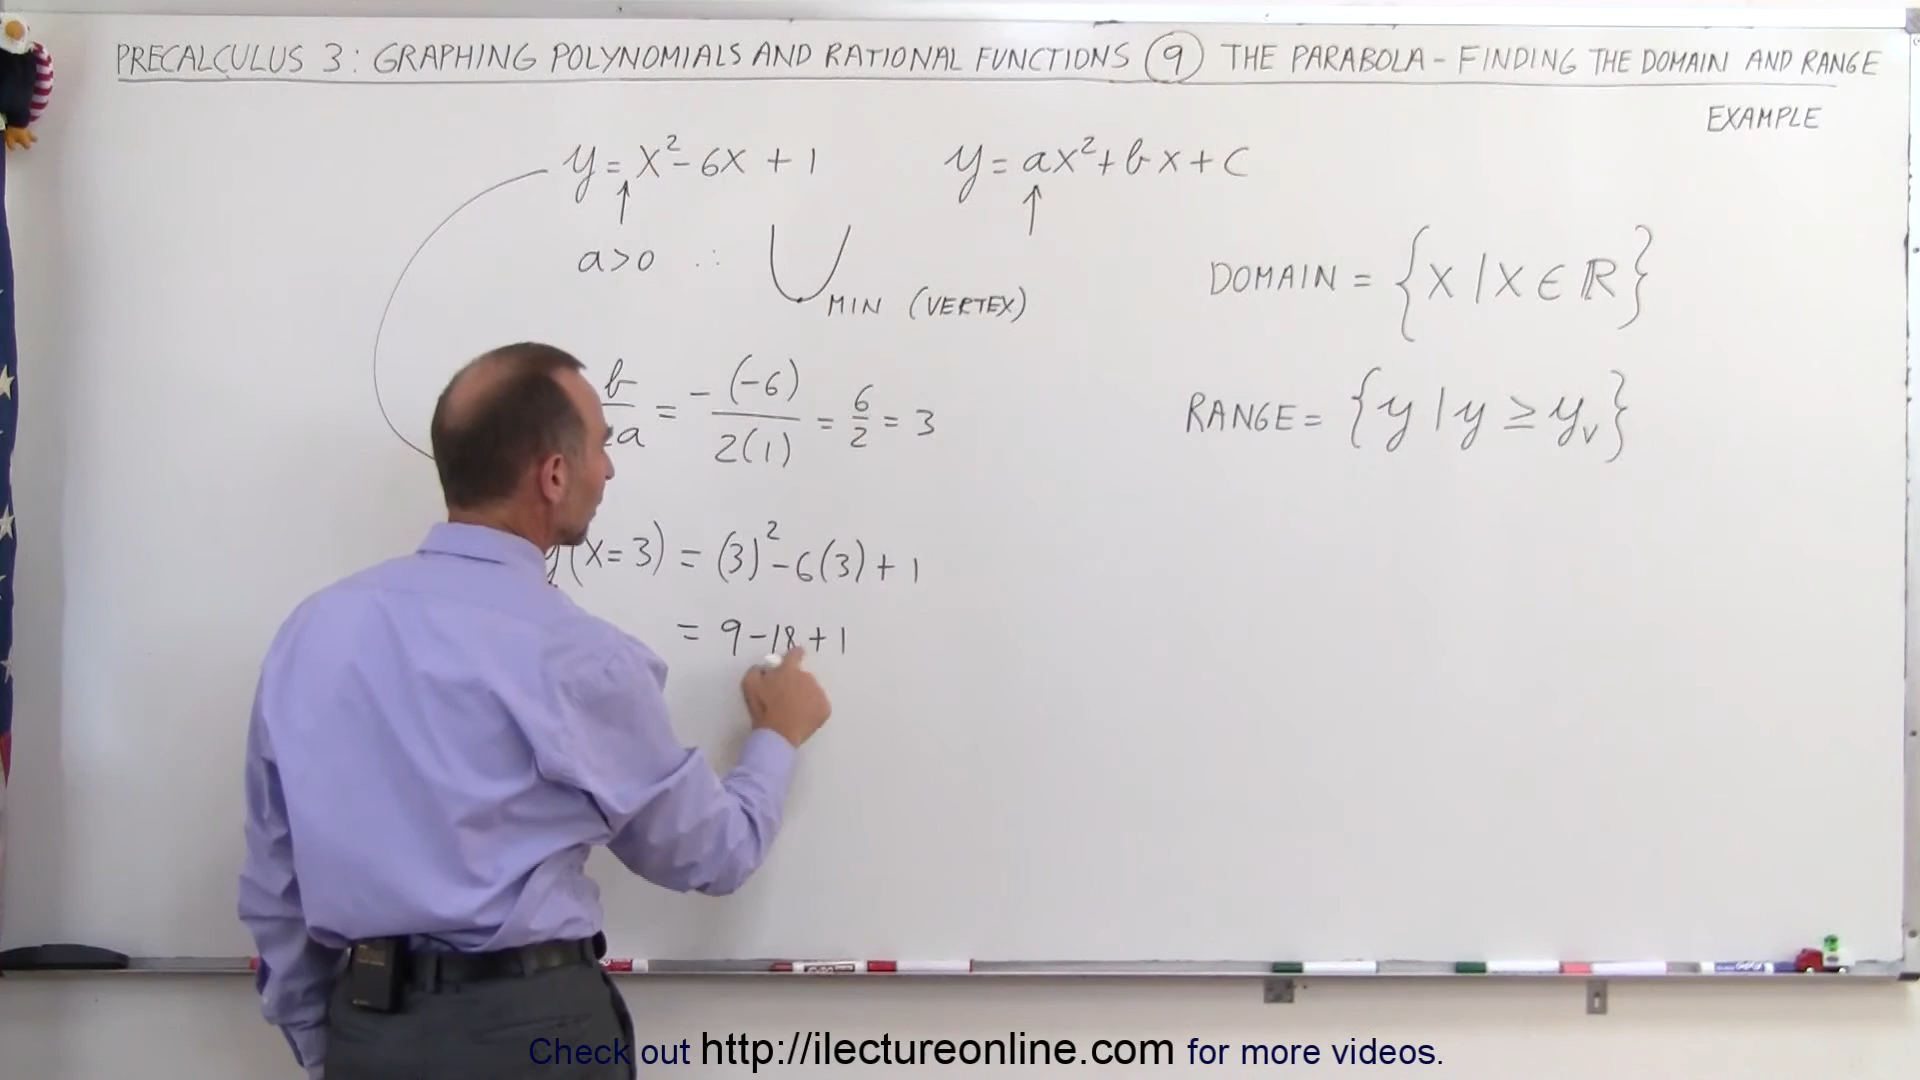 PRECALCULUS 3: GRAPHING POLYNOMIALS AND RATIONAL FUNCTIONS (9) THE PARABOLA - FINDING THE DOMAIN AND RANGE
EXAMPLE
y = x² - 6x + 1
y = ax² + bx + c
↑
↑
a > 0 ∴
MIN (VERTEX)
DOMAIN = {x | x ∈ ℝ}
b/a = -(-6)/2(1) = 6/2 = 3
RANGE = {y | y ≥ yᵥ}
y(x=3) = (3)² - 6(3) + 1
= 9 - 18 + 1
Check out http://ilectureonline.com for more videos.